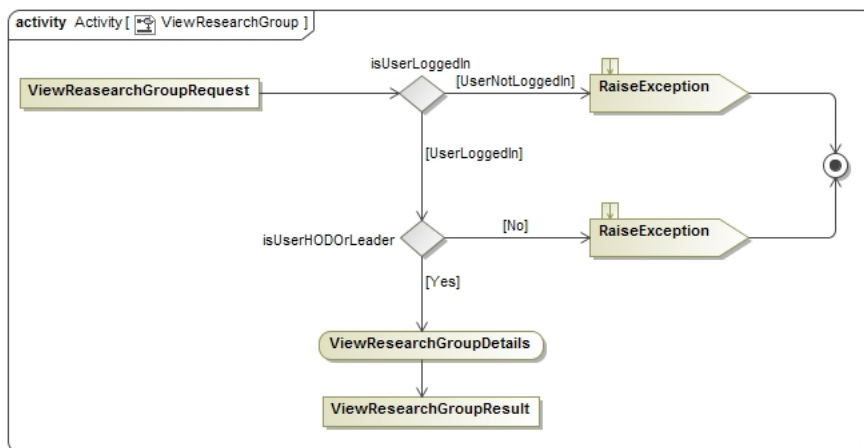 activity Activity [ ViewResearchGroup ]
isUserLoggedIn
[UserNotLoggedIn]
ViewReasearchGroupRequest
RaiseException
[UserLoggedIn]
[No]
RaiseException
isUserHODOrLeader
[Yes]
ViewResearchGroupDetails
ViewResearchGroupResult